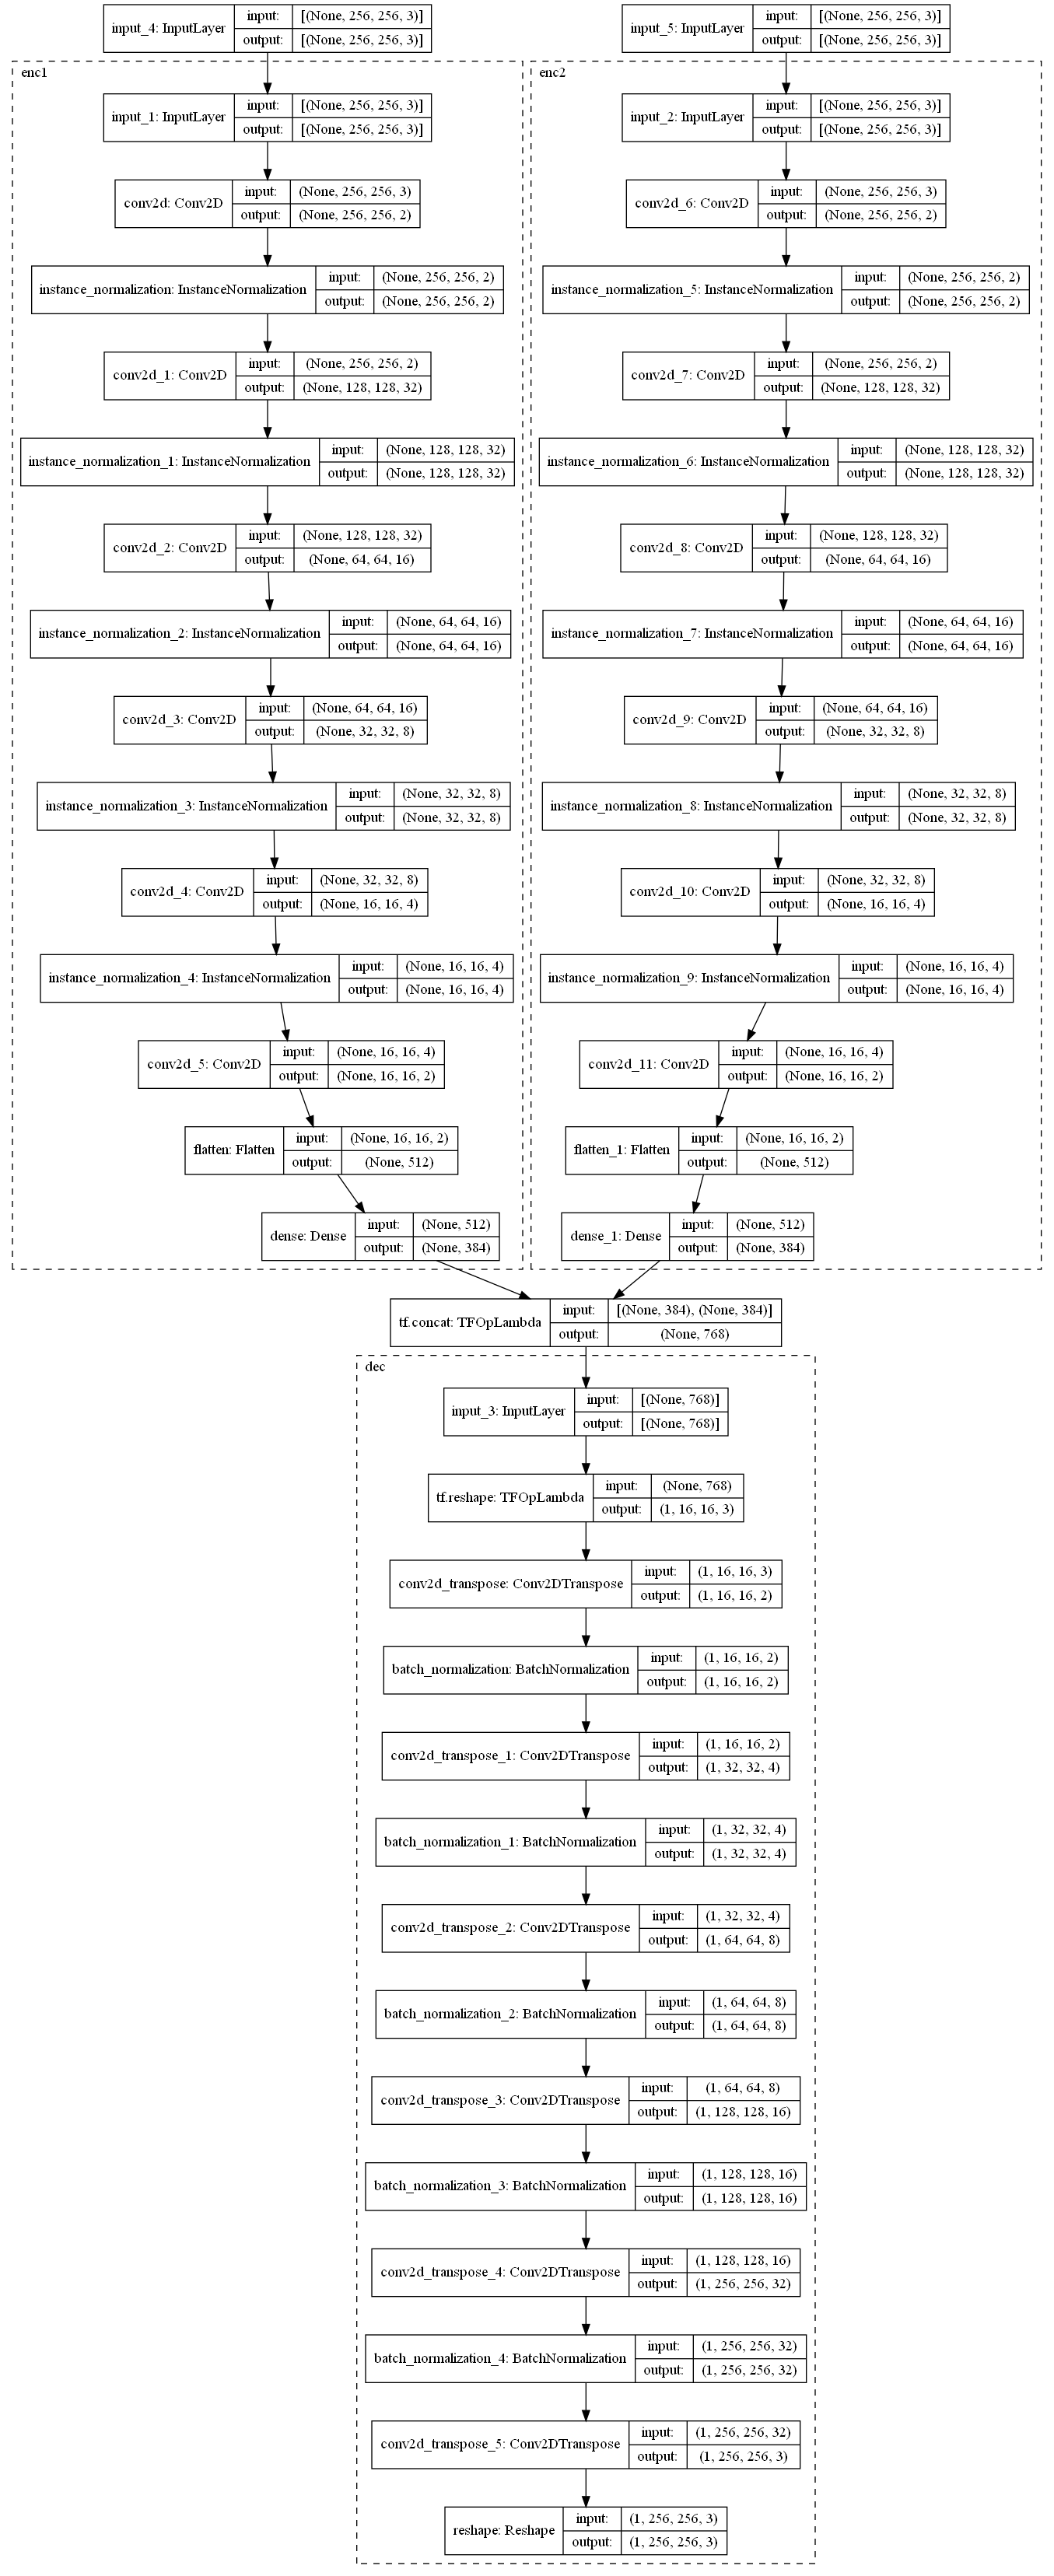 input_4: InputLayer
input:
[(None, 256, 256, 3)]
output:
[(None, 256, 256, 3)]
input_5: InputLayer
input:
[(None, 256, 256, 3)]
output:
[(None, 256, 256, 3)]
enc1
input_1: InputLayer
input:
[(None, 256, 256, 3)]
output:
[(None, 256, 256, 3)]
conv2d: Conv2D
input:
(None, 256, 256, 3)
output:
(None, 256, 256, 2)
instance_normalization: InstanceNormalization
input:
(None, 256, 256, 2)
output:
(None, 256, 256, 2)
conv2d_1: Conv2D
input:
(None, 256, 256, 2)
output:
(None, 128, 128, 32)
instance_normalization_1: InstanceNormalization
input:
(None, 128, 128, 32)
output:
(None, 128, 128, 32)
conv2d_2: Conv2D
input:
(None, 128, 128, 32)
output:
(None, 64, 64, 16)
instance_normalization_2: InstanceNormalization
input:
(None, 64, 64, 16)
output:
(None, 64, 64, 16)
conv2d_3: Conv2D
input:
(None, 64, 64, 16)
output:
(None, 32, 32, 8)
instance_normalization_3: InstanceNormalization
input:
(None, 32, 32, 8)
output:
(None, 32, 32, 8)
conv2d_4: Conv2D
input:
(None, 32, 32, 8)
output:
(None, 16, 16, 4)
instance_normalization_4: InstanceNormalization
input:
(None, 16, 16, 4)
output:
(None, 16, 16, 4)
conv2d_5: Conv2D
input:
(None, 16, 16, 4)
output:
(None, 16, 16, 2)
flatten: Flatten
input:
(None, 16, 16, 2)
output:
(None, 512)
dense: Dense
input:
(None, 512)
output:
(None, 384)
enc2
input_2: InputLayer
input:
[(None, 256, 256, 3)]
output:
[(None, 256, 256, 3)]
conv2d_6: Conv2D
input:
(None, 256, 256, 3)
output:
(None, 256, 256, 2)
instance_normalization_5: InstanceNormalization
input:
(None, 256, 256, 2)
output:
(None, 256, 256, 2)
conv2d_7: Conv2D
input:
(None, 256, 256, 2)
output:
(None, 128, 128, 32)
instance_normalization_6: InstanceNormalization
input:
(None, 128, 128, 32)
output:
(None, 128, 128, 32)
conv2d_8: Conv2D
input:
(None, 128, 128, 32)
output:
(None, 64, 64, 16)
instance_normalization_7: InstanceNormalization
input:
(None, 64, 64, 16)
output:
(None, 64, 64, 16)
conv2d_9: Conv2D
input:
(None, 64, 64, 16)
output:
(None, 32, 32, 8)
instance_normalization_8: InstanceNormalization
input:
(None, 32, 32, 8)
output:
(None, 32, 32, 8)
conv2d_10: Conv2D
input:
(None, 32, 32, 8)
output:
(None, 16, 16, 4)
instance_normalization_9: InstanceNormalization
input:
(None, 16, 16, 4)
output:
(None, 16, 16, 4)
conv2d_11: Conv2D
input:
(None, 16, 16, 4)
output:
(None, 16, 16, 2)
flatten_1: Flatten
input:
(None, 16, 16, 2)
output:
(None, 512)
dense_1: Dense
input:
(None, 512)
output:
(None, 384)
tf.concat: TFOpLambda
input:
[(None, 384), (None, 384)]
output:
(None, 768)
dec
input_3: InputLayer
input:
[(None, 768)]
output:
[(None, 768)]
tf.reshape: TFOpLambda
input:
(None, 768)
output:
(1, 16, 16, 3)
conv2d_transpose: Conv2DTranspose
input:
(1, 16, 16, 3)
output:
(1, 16, 16, 2)
batch_normalization: BatchNormalization
input:
(1, 16, 16, 2)
output:
(1, 16, 16, 2)
conv2d_transpose_1: Conv2DTranspose
input:
(1, 16, 16, 2)
output:
(1, 32, 32, 4)
batch_normalization_1: BatchNormalization
input:
(1, 32, 32, 4)
output:
(1, 32, 32, 4)
conv2d_transpose_2: Conv2DTranspose
input:
(1, 32, 32, 4)
output:
(1, 64, 64, 8)
batch_normalization_2: BatchNormalization
input:
(1, 64, 64, 8)
output:
(1, 64, 64, 8)
conv2d_transpose_3: Conv2DTranspose
input:
(1, 64, 64, 8)
output:
(1, 128, 128, 16)
batch_normalization_3: BatchNormalization
input:
(1, 128, 128, 16)
output:
(1, 128, 128, 16)
conv2d_transpose_4: Conv2DTranspose
input:
(1, 128, 128, 16)
output:
(1, 256, 256, 32)
batch_normalization_4: BatchNormalization
input:
(1, 256, 256, 32)
output:
(1, 256, 256, 32)
conv2d_transpose_5: Conv2DTranspose
input:
(1, 256, 256, 32)
output:
(1, 256, 256, 3)
reshape: Reshape
input:
(1, 256, 256, 3)
output:
(1, 256, 256, 3)